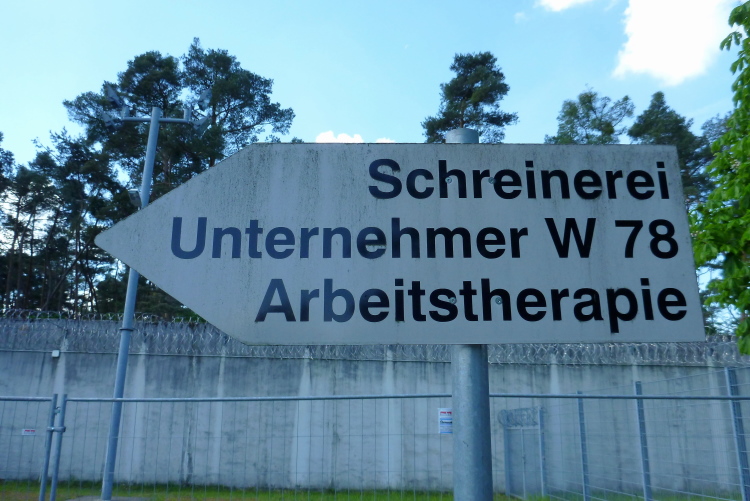 Schreinerei
Unternehmer W 78
Arbeitstherapie